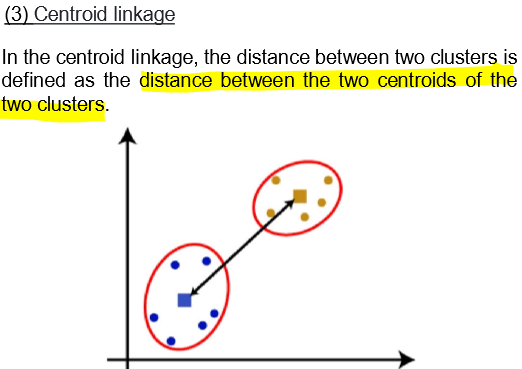 (3) Centroid linkage
In the centroid linkage, the distance between two clusters is
defined as the distance between the two centroids of the
two clusters.